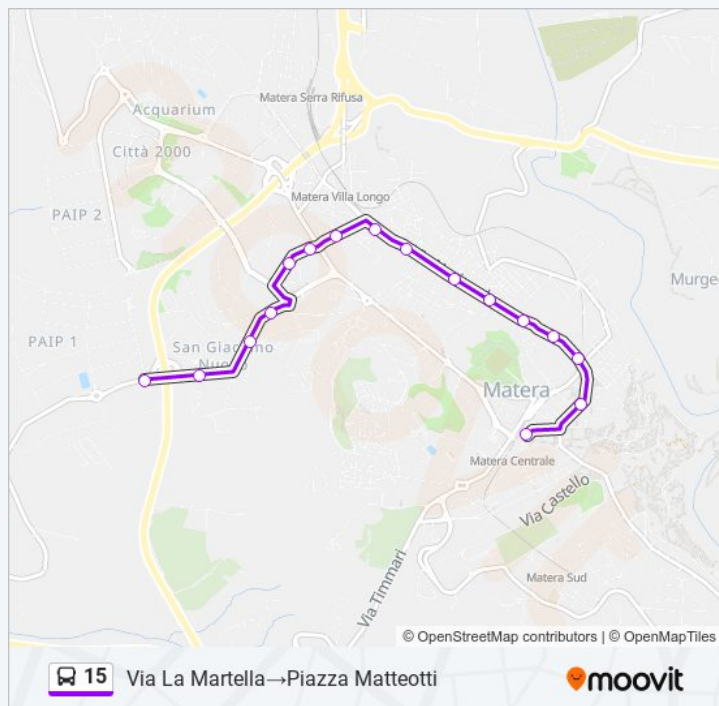 Matera Serra Rifusa
Acquarium
Città 2000
Matera Villa Longo
PAIP 2
Murge
PAIP 1
San Giacomo
Nuovo
Matera
Matera Centrale
Via Castello
Matera Sud
Via Timmari
© OpenStreetMap contributors | © OpenMapTiles
15 Via La Martella→Piazza Matteotti
moovit